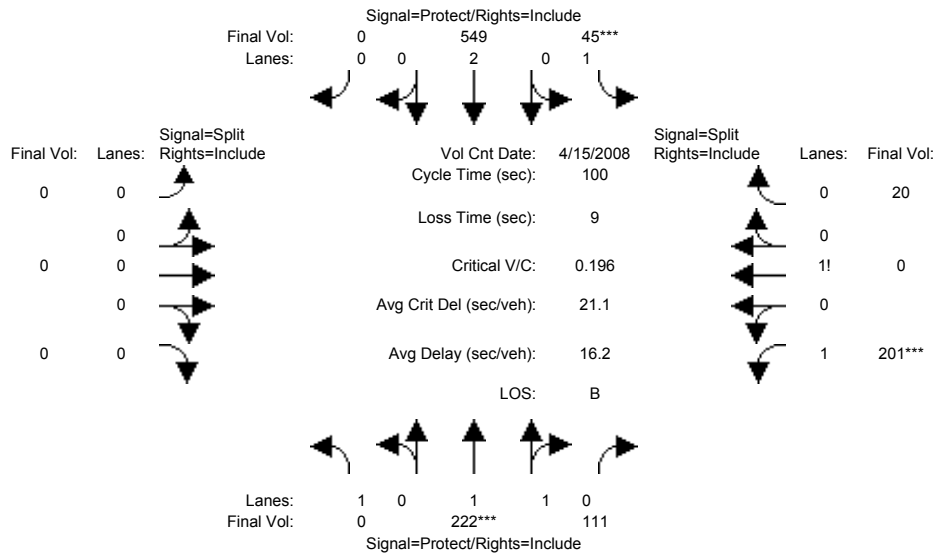 Signal=Protect/Rights=Include
Final Vol: 0 549 45***
Lanes: 0 0 2 0 1
Signal=Split
Final Vol: Lanes: Rights=Include
Vol Cnt Date: 4/15/2008
Signal=Split
Rights=Include Lanes: Final Vol:
Cycle Time (sec): 100
0 0
0 20
Loss Time (sec): 9
0
0
0 0
Critical V/C: 0.196
1! 0
0
Avg Crit Del (sec/veh): 21.1
0
0 0
Avg Delay (sec/veh): 16.2
1 201***
LOS: B
Lanes: 1 0 1 1 0
Final Vol: 0 222*** 111
Signal=Protect/Rights=Include